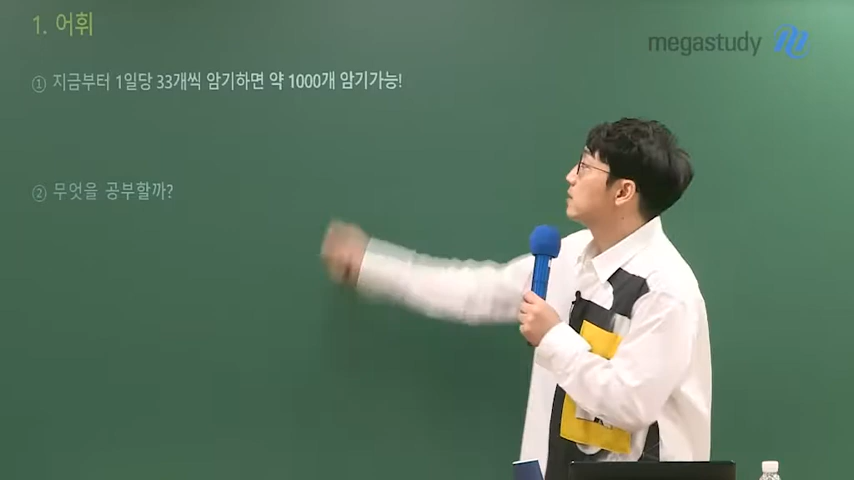 1. 어휘
megastudy
① 지금부터 1일당 33개씩 암기하면 약 1000개 암기가능!
② 무엇을 공부할까?